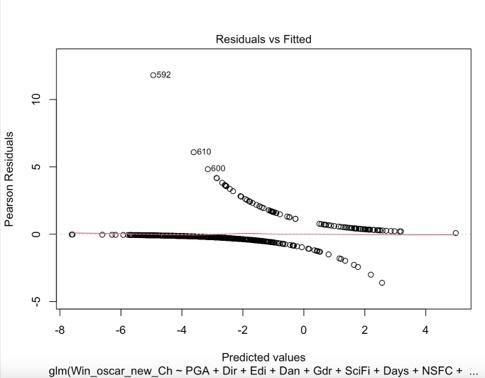 Residuals vs Fitted
592
610
600
Pearson Residuals
10
5
0
-5
-8 -6 -4 -2 0 2 4
Predicted values
glm(Win_oscar_new_Ch ~ PGA + Dir + Edi + Dan + Gdr + SciFi + Days + NSFC + ...